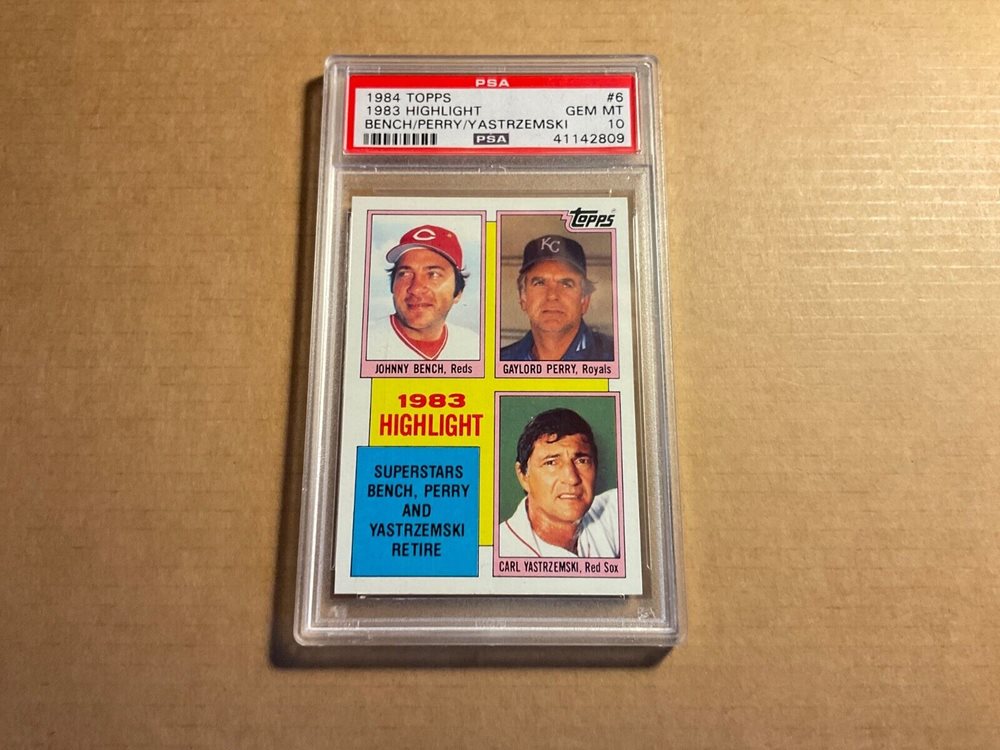 PSA
1984 TOPPS #6
1983 HIGHLIGHT GEM MT
BENCH/PERRY/YASTRZEMSKI 10
PSA 41142809
Topps
C
KC
JOHNNY BENCH, Reds
GAYLORD PERRY, Royals
1983
HIGHLIGHT
SUPERSTARS
BENCH, PERRY
AND
YASTRZEMSKI
RETIRE
CARL YASTRZEMSKI, Red Sox